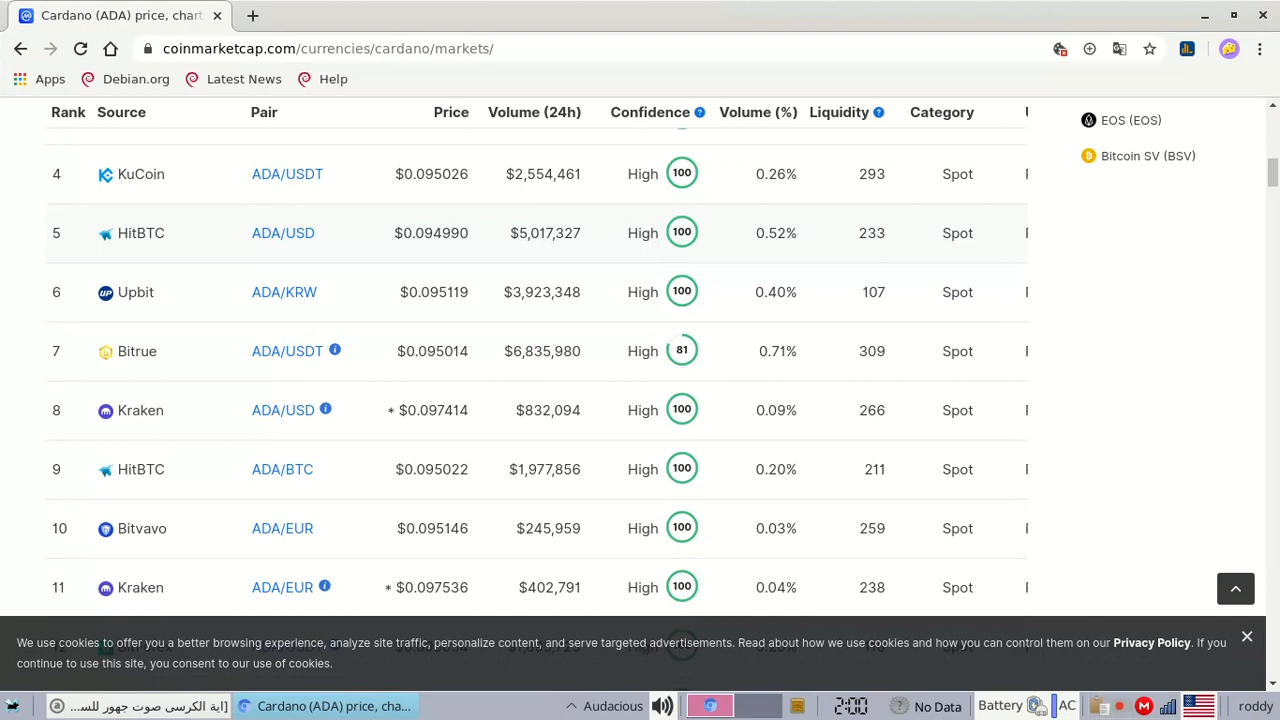 Cardano (ADA) price, chart
coinmarketcap.com/currencies/cardano/markets/
Apps Debian.org Latest News Help
Rank Source Pair Price Volume (24h) Confidence Volume (%) Liquidity Category
EOS (EOS)
Bitcoin SV (BSV)
4 KuCoin ADA/USDT $0.095026 $2,554,461 High 100 0.26% 293 Spot
5 HitBTC ADA/USD $0.094990 $5,017,327 High 100 0.52% 233 Spot
6 Upbit ADA/KRW $0.095119 $3,923,348 High 100 0.40% 107 Spot
7 Bitrue ADA/USDT $0.095014 $6,835,980 High 81 0.71% 309 Spot
8 Kraken ADA/USD * $0.097414 $832,094 High 100 0.09% 266 Spot
9 HitBTC ADA/BTC $0.095022 $1,977,856 High 100 0.20% 211 Spot
10 Bitvavo ADA/EUR $0.095146 $245,959 High 100 0.03% 259 Spot
11 Kraken ADA/EUR * $0.097536 $402,791 High 100 0.04% 238 Spot
We use cookies to offer you a better browsing experience, analyze site traffic, personalize content, and serve targeted advertisements. Read about how we use cookies and how you can control them on our Privacy Policy. If you
continue to use this site, you consent to our use of cookies.
[اية الكرسى صوت جهور للس... Cardano (ADA) price, cha... Audacious 2:00 No Data Battery AC roddy